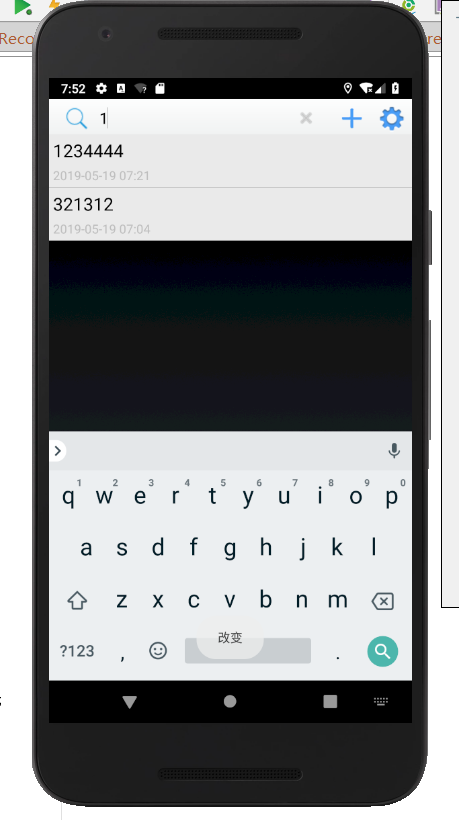 Reco
re
7:52
1
1234444
2019-05-19 07:21
321312
2019-05-19 07:04
1 2 3 4 5 6 7 8 9 0
q w e r t y u i o p
a s d f g h j k l
z x c v b n m
?123 , .
改变
;